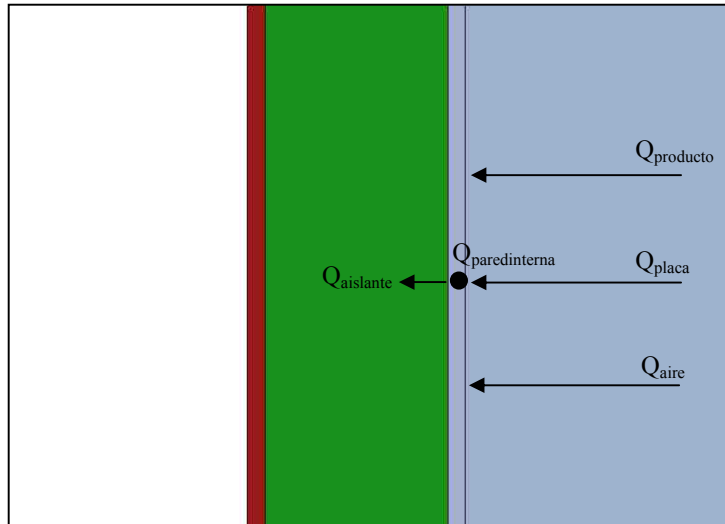 Qproducto
Qparedinterna
Qplaca
Qaislante
Qaire